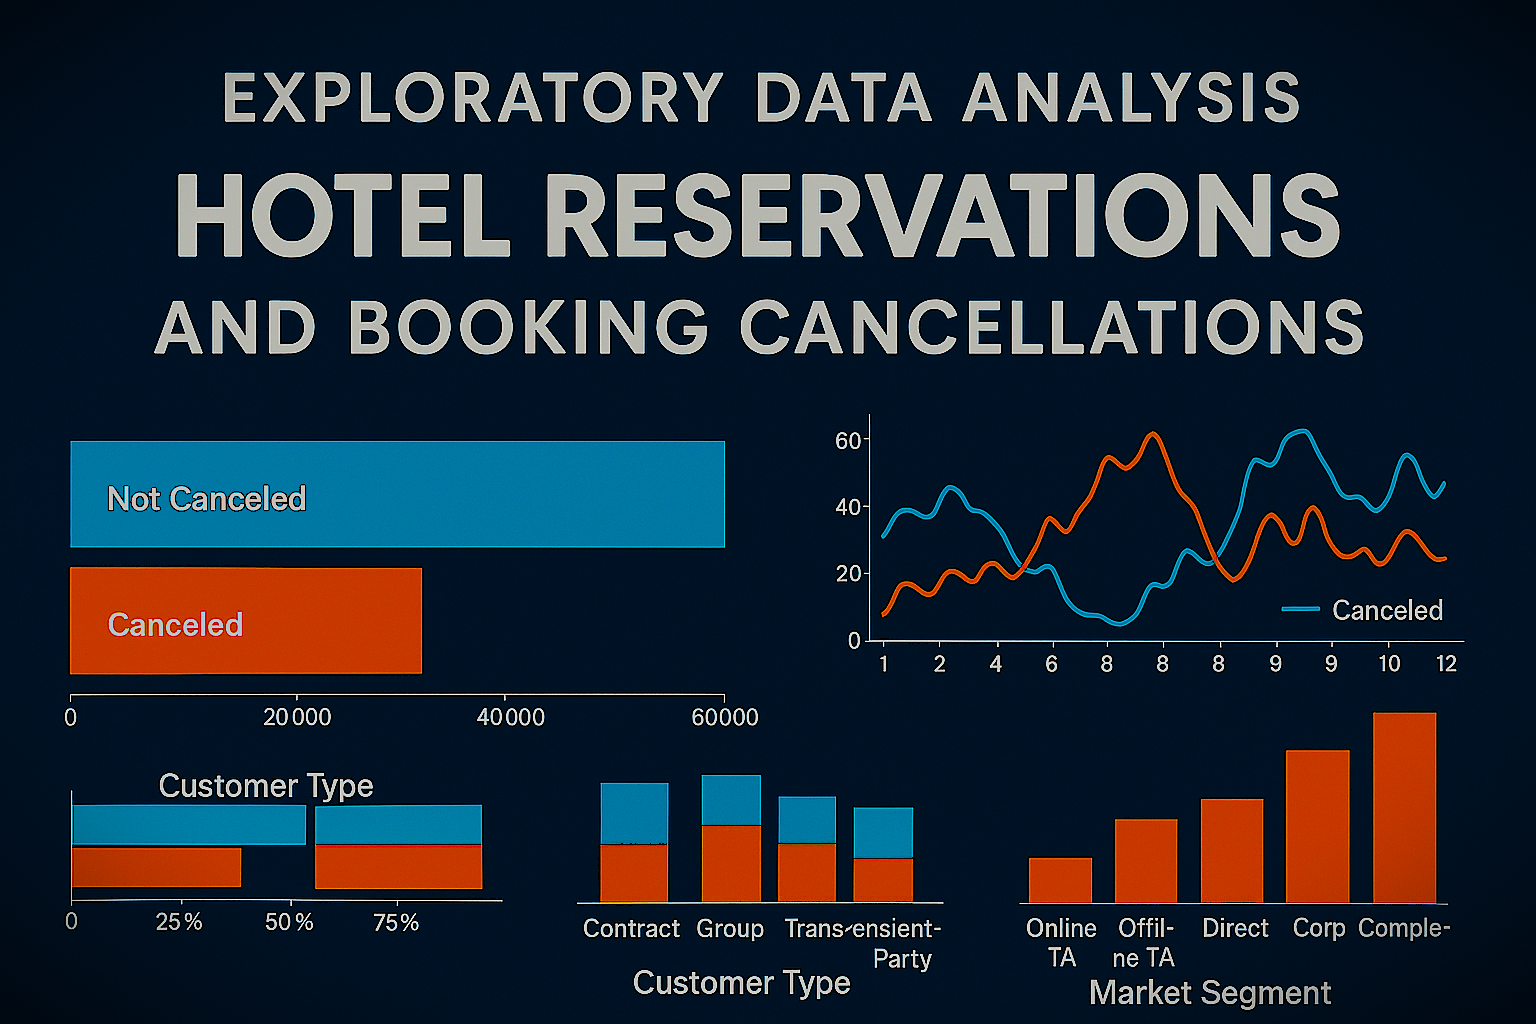 EXPLORATORY DATA ANALYSIS
HOTEL RESERVATIONS
AND BOOKING CANCELLATIONS
Not Canceled
Canceled
0 20000 40000 60000
60
40
20
0
Canceled
1 2 4 6 8 8 8 9 9 10 12
Customer Type
0 25% 50% 75%
Contract Group Trans-ensient-
Party
Customer Type
Online Offil- Direct Corp Comple-
TA ne TA
Market Segment